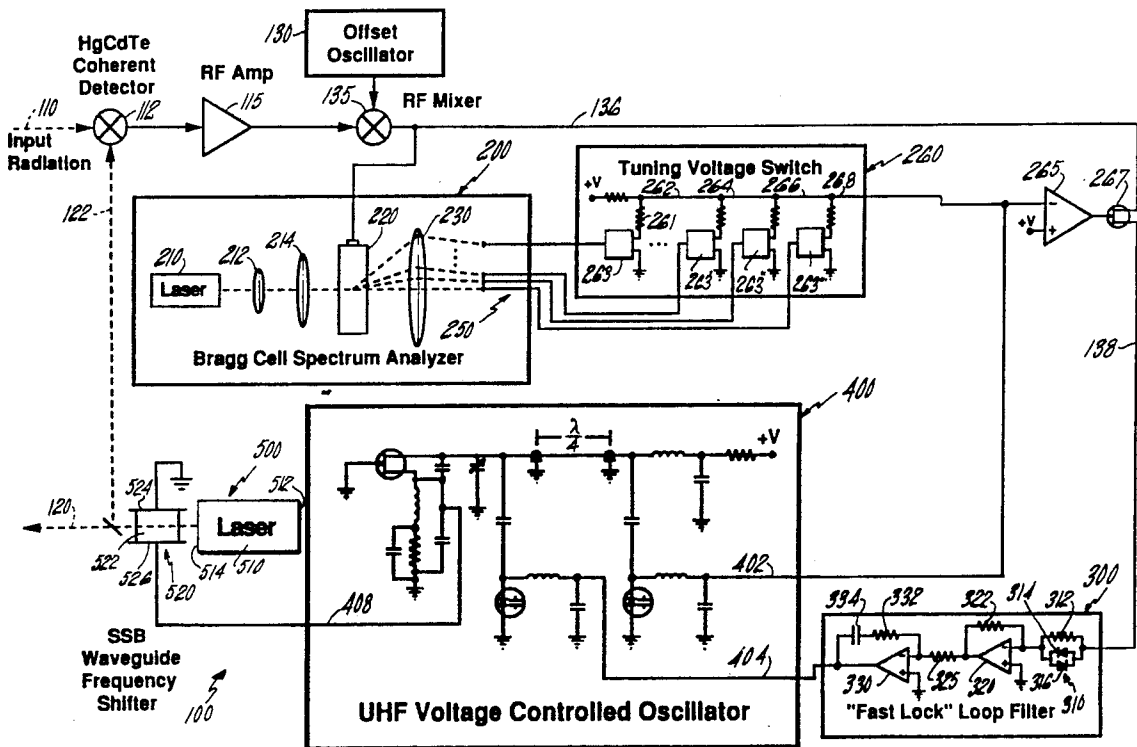 130
Offset
Oscillator
HgCdTe
Coherent
Detector
RF Amp
115
135
RF Mixer
110
112
136
Input
Radiation
122
200
Tuning Voltage Switch
260
+V
262
264
266
268
261
263
...
263'
263"
263'''
265
267
+V
-
+
210
Laser
212
214
220
230
250
Bragg Cell Spectrum Analyzer
138
400
λ/4
+V
500
512
524
120
Laser
522
526
520
514
510
408
402
404
SSB
Waveguide
Frequency
Shifter
100
UHF Voltage Controlled Oscillator
300
334
332
322
314
312
330
325
320
316
310
"Fast Lock" Loop Filter